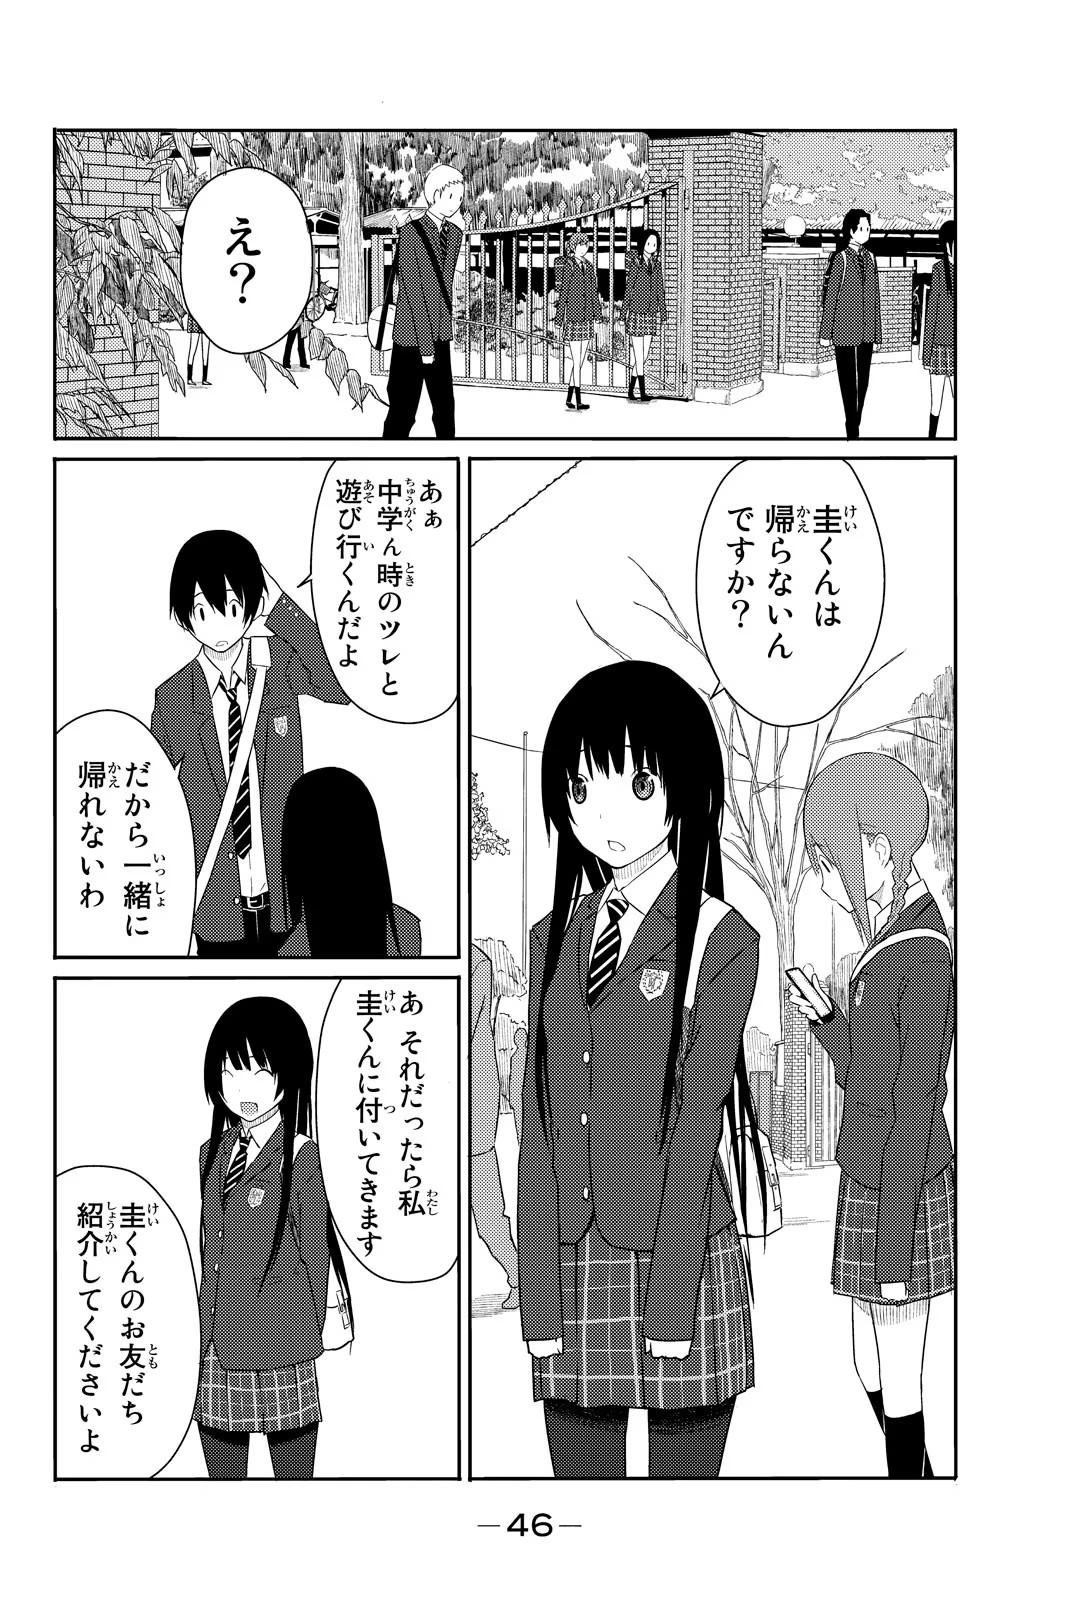 え？
圭くんは
帰らないん
ですか？
あぁ
中学ん時のツレと
遊び行くんだよ
だから一緒に
帰れないわ
あ それだったら私
圭くんに付いてきます
圭くんのお友だち
紹介してくださいよ
—46—